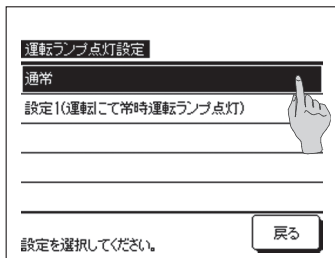 運転ランプ点灯設定
通常
設定1(運転にて常時運転ランプ点灯)
設定を選択してください。
戻る